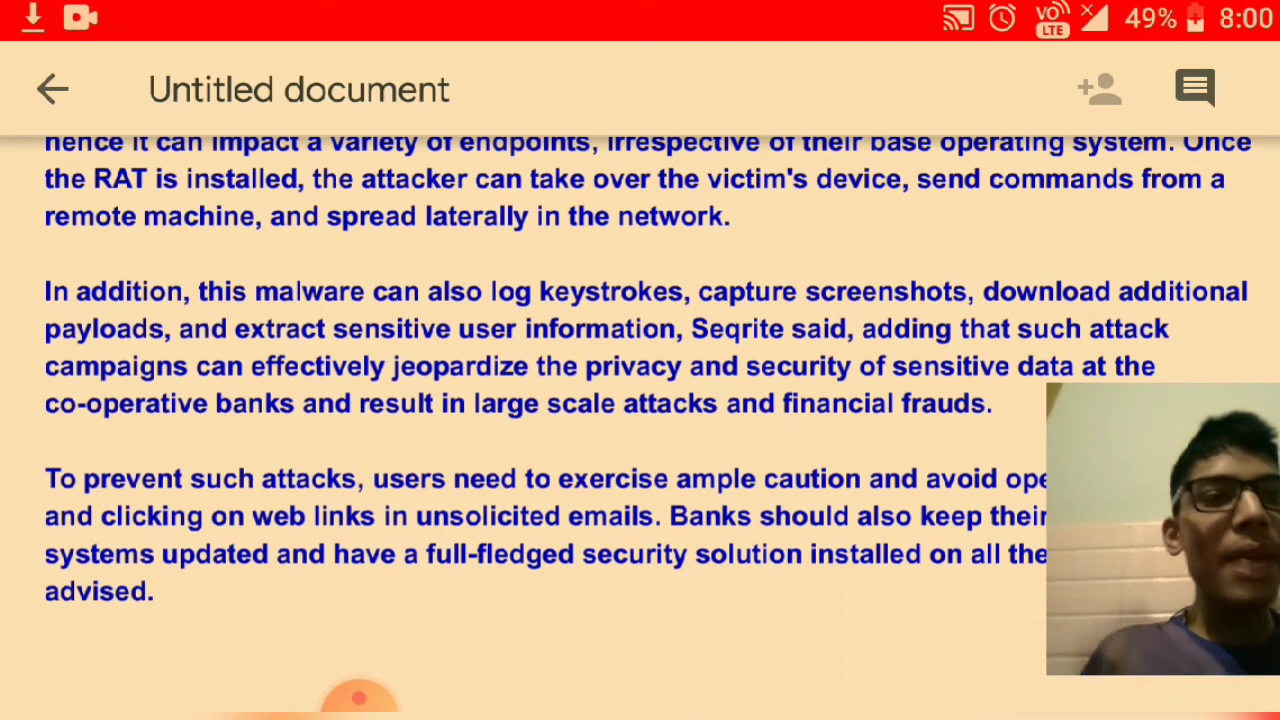 VO LTE 49% 8:00
Untitled document
hence it can impact a variety of endpoints, irrespective of their base operating system. Once
the RAT is installed, the attacker can take over the victim's device, send commands from a
remote machine, and spread laterally in the network.
In addition, this malware can also log keystrokes, capture screenshots, download additional
payloads, and extract sensitive user information, Seqrite said, adding that such attack
campaigns can effectively jeopardize the privacy and security of sensitive data at the
co-operative banks and result in large scale attacks and financial frauds.
To prevent such attacks, users need to exercise ample caution and avoid ope
and clicking on web links in unsolicited emails. Banks should also keep their
systems updated and have a full-fledged security solution installed on all the
advised.